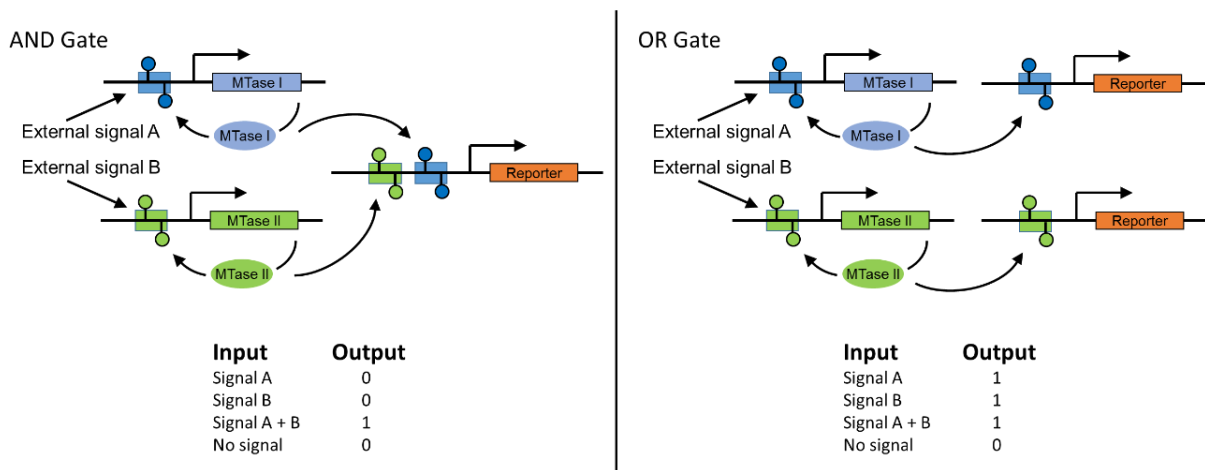 AND Gate
MTase I
External signal A
MTase I
External signal B
Reporter
MTase II
MTase II
Input Output
Signal A 0
Signal B 0
Signal A + B 1
No signal 0
OR Gate
MTase I
Reporter
External signal A
MTase I
External signal B
MTase II
Reporter
MTase II
Input Output
Signal A 1
Signal B 1
Signal A + B 1
No signal 0